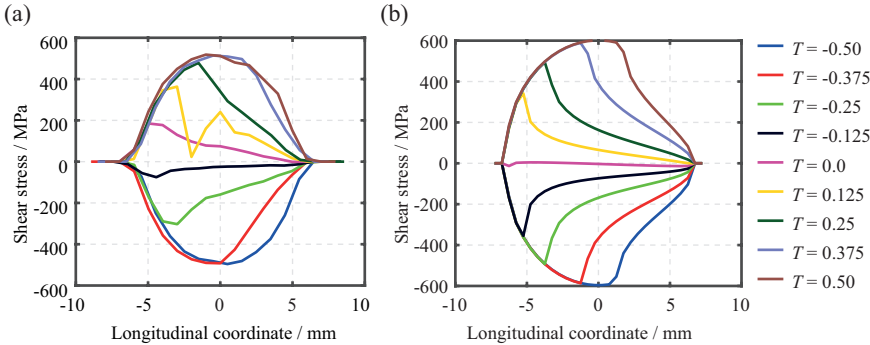 (a)
(b)
Shear stress / MPa
600
400
200
0
-200
-400
-600
-10
-5
0
5
10
Longitudinal coordinate / mm
Shear stress / MPa
600
400
200
0
-200
-400
-600
-10
-5
0
5
10
Longitudinal coordinate / mm
T = -0.50
T = -0.375
T = -0.25
T = -0.125
T = 0.0
T = 0.125
T = 0.25
T = 0.375
T = 0.50